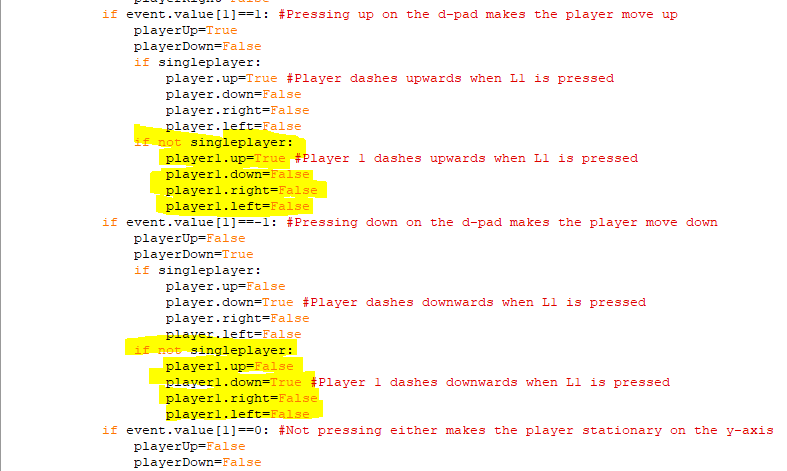 if event.value[1]==1: #Pressing up on the d-pad makes the player move up
playerUp=True
playerDown=False
if singleplayer:
player.up=True #Player dashes upwards when L1 is pressed
player.down=False
player.right=False
player.left=False
if not singleplayer:
player1.up=True #Player 1 dashes upwards when L1 is pressed
player1.down=False
player1.right=False
player1.left=False
if event.value[1]==-1: #Pressing down on the d-pad makes the player move down
playerUp=False
playerDown=True
if singleplayer:
player.up=False
player.down=True #Player dashes downwards when L1 is pressed
player.right=False
player.left=False
if not singleplayer:
player1.up=False
player1.down=True #Player 1 dashes downwards when L1 is pressed
player1.right=False
player1.left=False
if event.value[1]==0: #Not pressing either makes the player stationary on the y-axis
playerUp=False
playerDown=False